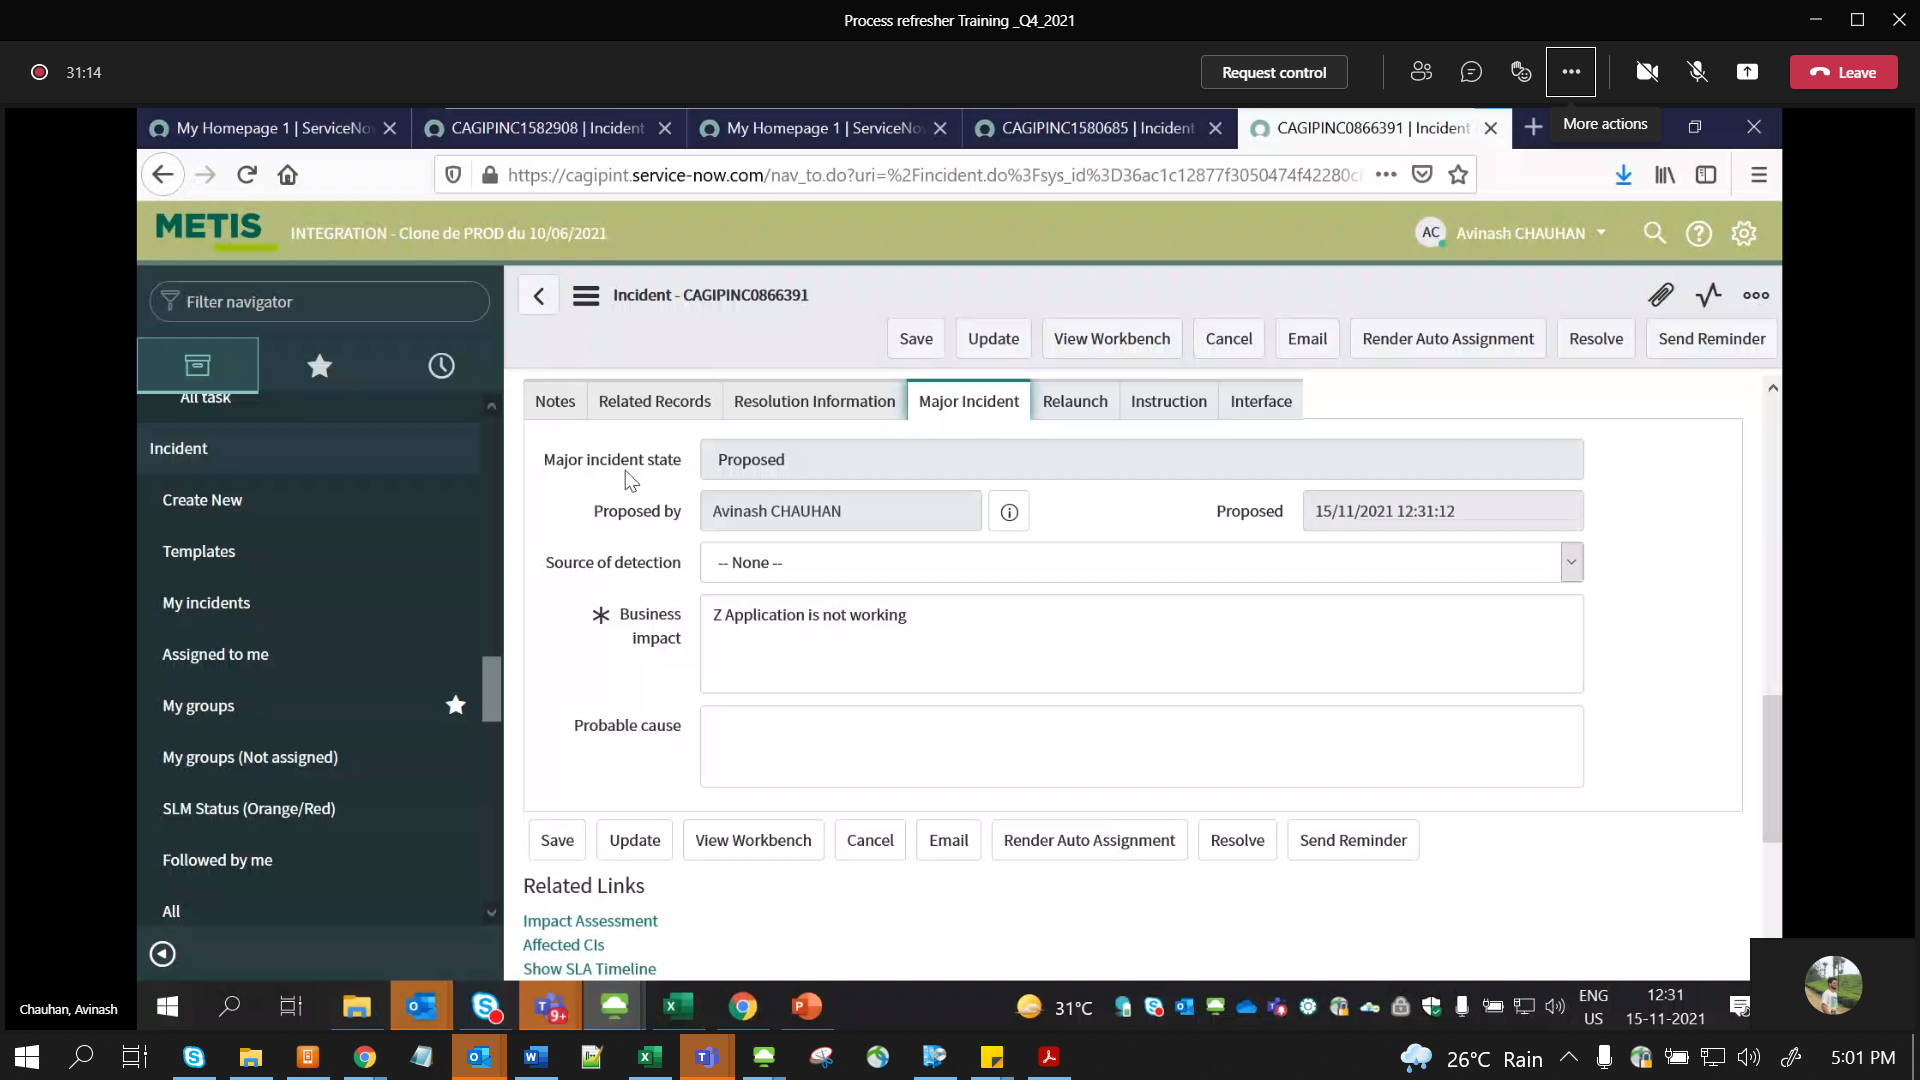 Process refresher Training _Q4_2021
31:14
Request control
Leave
More actions
My Homepage 1 | ServiceNo
CAGIPINC1582908 | Incident
My Homepage 1 | ServiceNo
CAGIPINC1580685 | Incident
CAGIPINC0866391 | Incident
https://cagipint.service-now.com/nav_to.do?uri=%2Fincident.do%3Fsys_id%3D36ac1c12877f3050474f42280c
METIS
INTEGRATION - Clone de PROD du 10/06/2021
AC
Avinash CHAUHAN
Filter navigator
Incident - CAGIPINC0866391
Save
Update
View Workbench
Cancel
Email
Render Auto Assignment
Resolve
Send Reminder
All task
Incident
Create New
Templates
My incidents
Assigned to me
My groups
My groups (Not assigned)
SLM Status (Orange/Red)
Followed by me
All
Notes
Related Records
Resolution Information
Major Incident
Relaunch
Instruction
Interface
Major incident state
Proposed
Proposed by
Avinash CHAUHAN
Proposed
15/11/2021 12:31:12
Source of detection
-- None --
Business
impact
Z Application is not working
Probable cause
Save
Update
View Workbench
Cancel
Email
Render Auto Assignment
Resolve
Send Reminder
Related Links
Impact Assessment
Affected CIs
Show SLA Timeline
Chauhan, Avinash
9+
31°C
ENG
US
12:31
15-11-2021
26°C Rain
5:01 PM